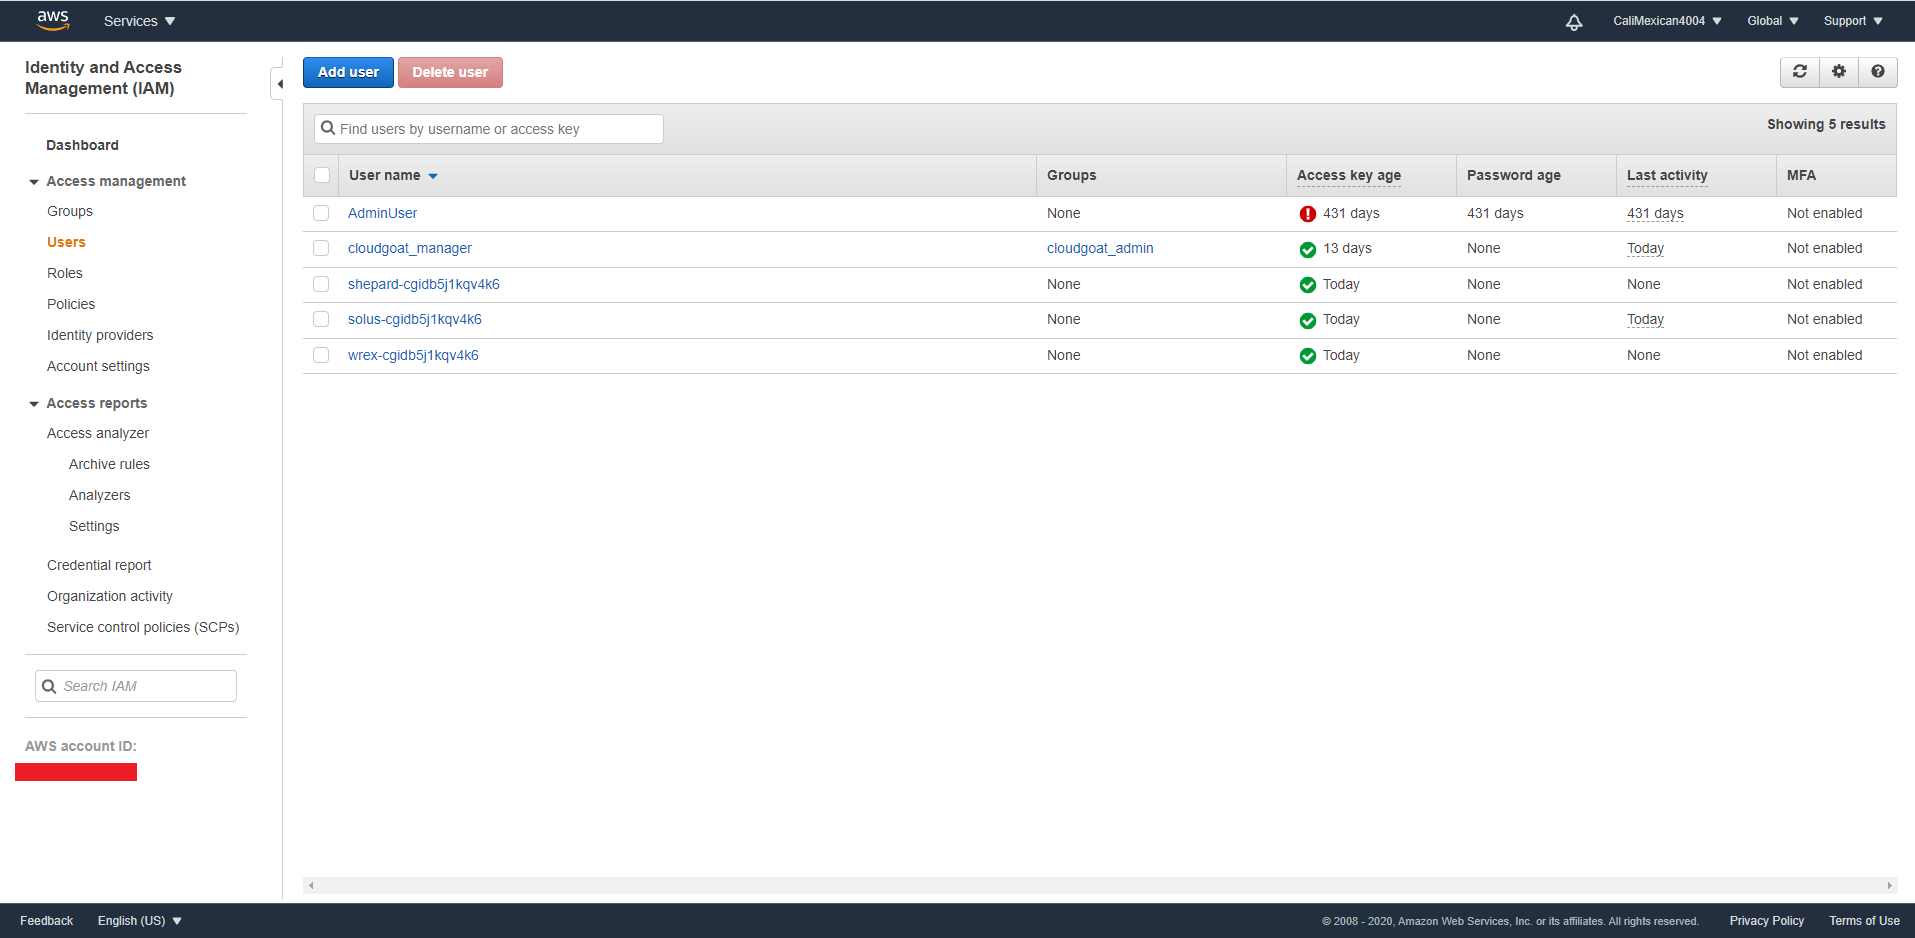 aws Services CaliMexican4004 Global Support
Identity and Access
Management (IAM)
Dashboard
Access management
Groups
Users
Roles
Policies
Identity providers
Account settings
Access reports
Access analyzer
Archive rules
Analyzers
Settings
Credential report
Organization activity
Service control policies (SCPs)
Search IAM
AWS account ID:
Add user Delete user
Find users by username or access key Showing 5 results
User name Groups Access key age Password age Last activity MFA
AdminUser None 431 days 431 days 431 days Not enabled
cloudgoat_manager cloudgoat_admin 13 days None Today Not enabled
shepard-cgidb5j1kqv4k6 None Today None None Not enabled
solus-cgidb5j1kqv4k6 None Today None Today Not enabled
wrex-cgidb5j1kqv4k6 None Today None None Not enabled
Feedback English (US) © 2008 - 2020, Amazon Web Services, Inc. or its affiliates. All rights reserved. Privacy Policy Terms of Use